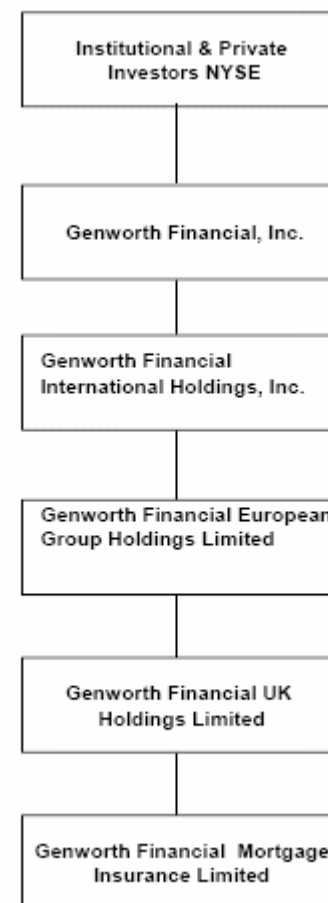 Institutional & Private
Investors NYSE
Genworth Financial, Inc.
Genworth Financial
International Holdings, Inc.
Genworth Financial European
Group Holdings Limited
Genworth Financial UK
Holdings Limited
Genworth Financial Mortgage
Insurance Limited